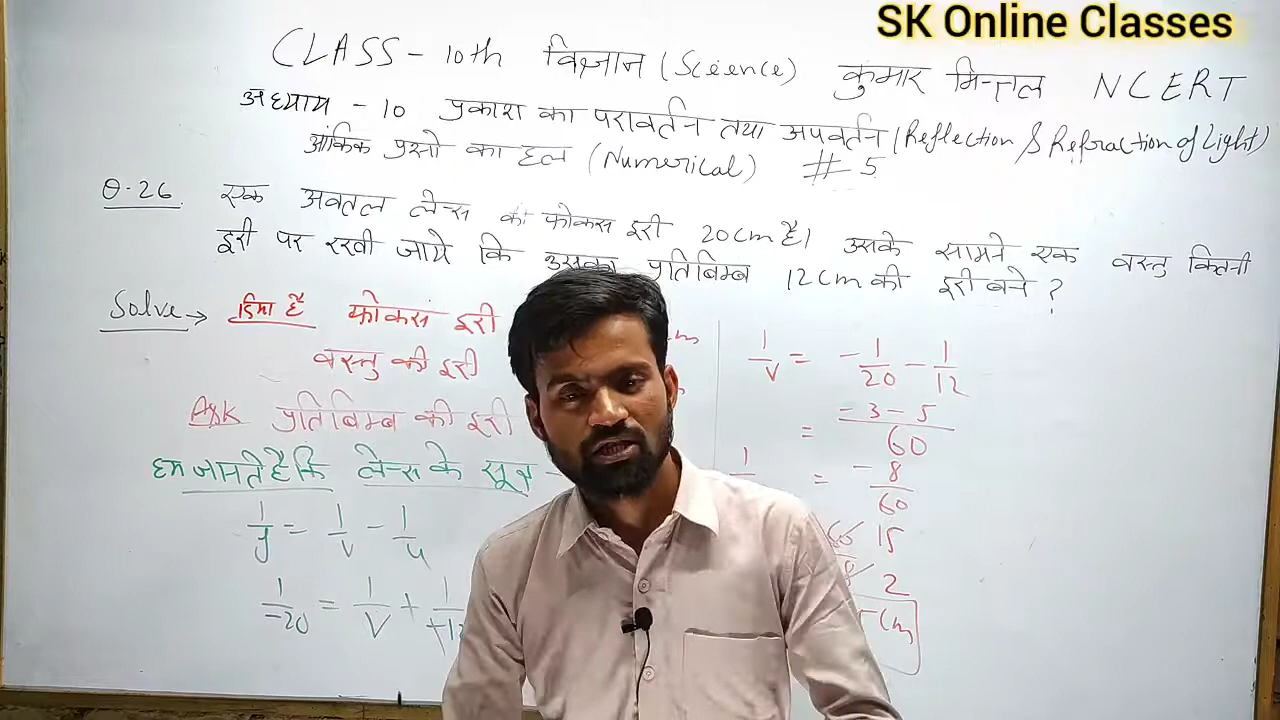 SK Online Classes
CLASS - 10th विज्ञान (Science) कुमार मित्तल NCERT
अध्याय - 10 प्रकाश का परावर्तन तथा अपवर्तन (Reflection & Refraction of Light)
आंकिक प्रश्नो का हल (Numerical) # 5
Q.26 एक अवतल लेन्स की फोकस दूरी 20cm है। उसके सामने एक वस्तु कितनी
दूरी पर रखी जाये कि उसका प्रतिबिम्ब 12cm की दूरी बने ?
Solve → दिया है फोकस दूरी
वस्तु की दूरी
Ask प्रतिबिम्ब की दूरी
हम जानते है कि लेन्स के सूत्र
1/f = 1/v - 1/u
1/-20 = 1/v + 1/+12
1/v = -1/20 - 1/12
= -3-5/60
= -8/60
15
2
cm